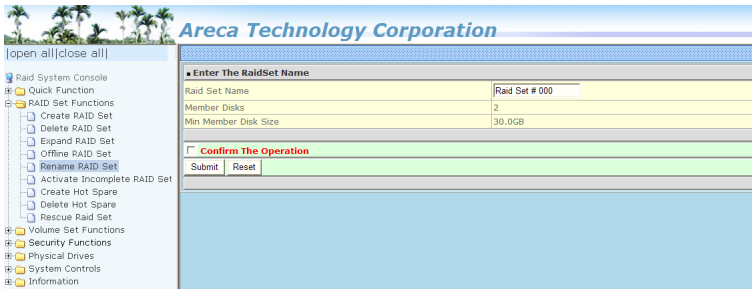 Areca Technology Corporation
|open all|close all|
Raid System Console
Quick Function
RAID Set Functions
Create RAID Set
Delete RAID Set
Expand RAID Set
Offline RAID Set
Rename RAID Set
Activate Incomplete RAID Set
Create Hot Spare
Delete Hot Spare
Rescue Raid Set
Volume Set Functions
Security Functions
Physical Drives
System Controls
Information
Enter The RaidSet Name
Raid Set Name Raid Set # 000
Member Disks 2
Min Member Disk Size 30.0GB
Confirm The Operation
Submit Reset